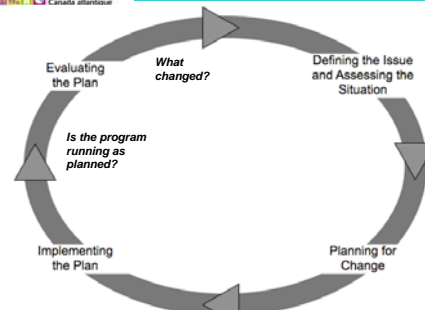 Canada atlantique
What
changed?
Evaluating
the Plan
Defining the Issue
and Assessing the
Situation
Is the program
running as
planned?
Implementing
the Plan
Planning for
Change